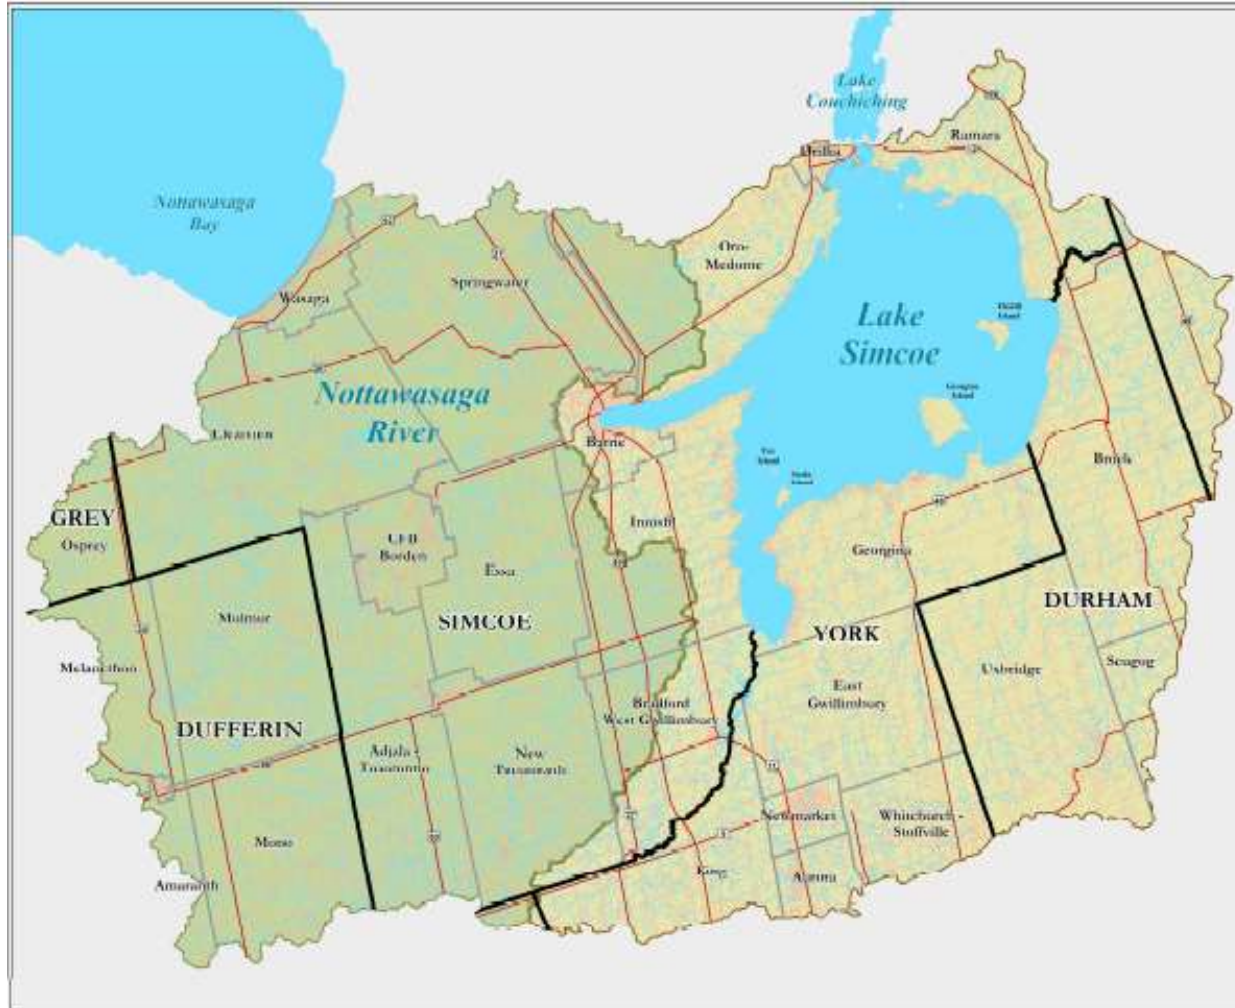 Lake
Couchiching
Ramara
Orillia
Nottawasaga
Bay
Oro-
Medonte
Springwater
Wasaga
Lake
Simcoe
Georgina
Island
Nottawasaga
River
Barrie
Brock
GREY
Osprey
CFB
Borden
Innisfil
Essa
Georgina
Mulmur
SIMCOE
YORK
DURHAM
Melancthon
Uxbridge
Scugog
DUFFERIN
Bradford
West Gwillimbury
East
Gwillimbury
Adjala -
Tosorontio
New
Tecumseth
Mono
Newmarket
Whitchurch -
Stoffville
Amaranth
King
Aurora